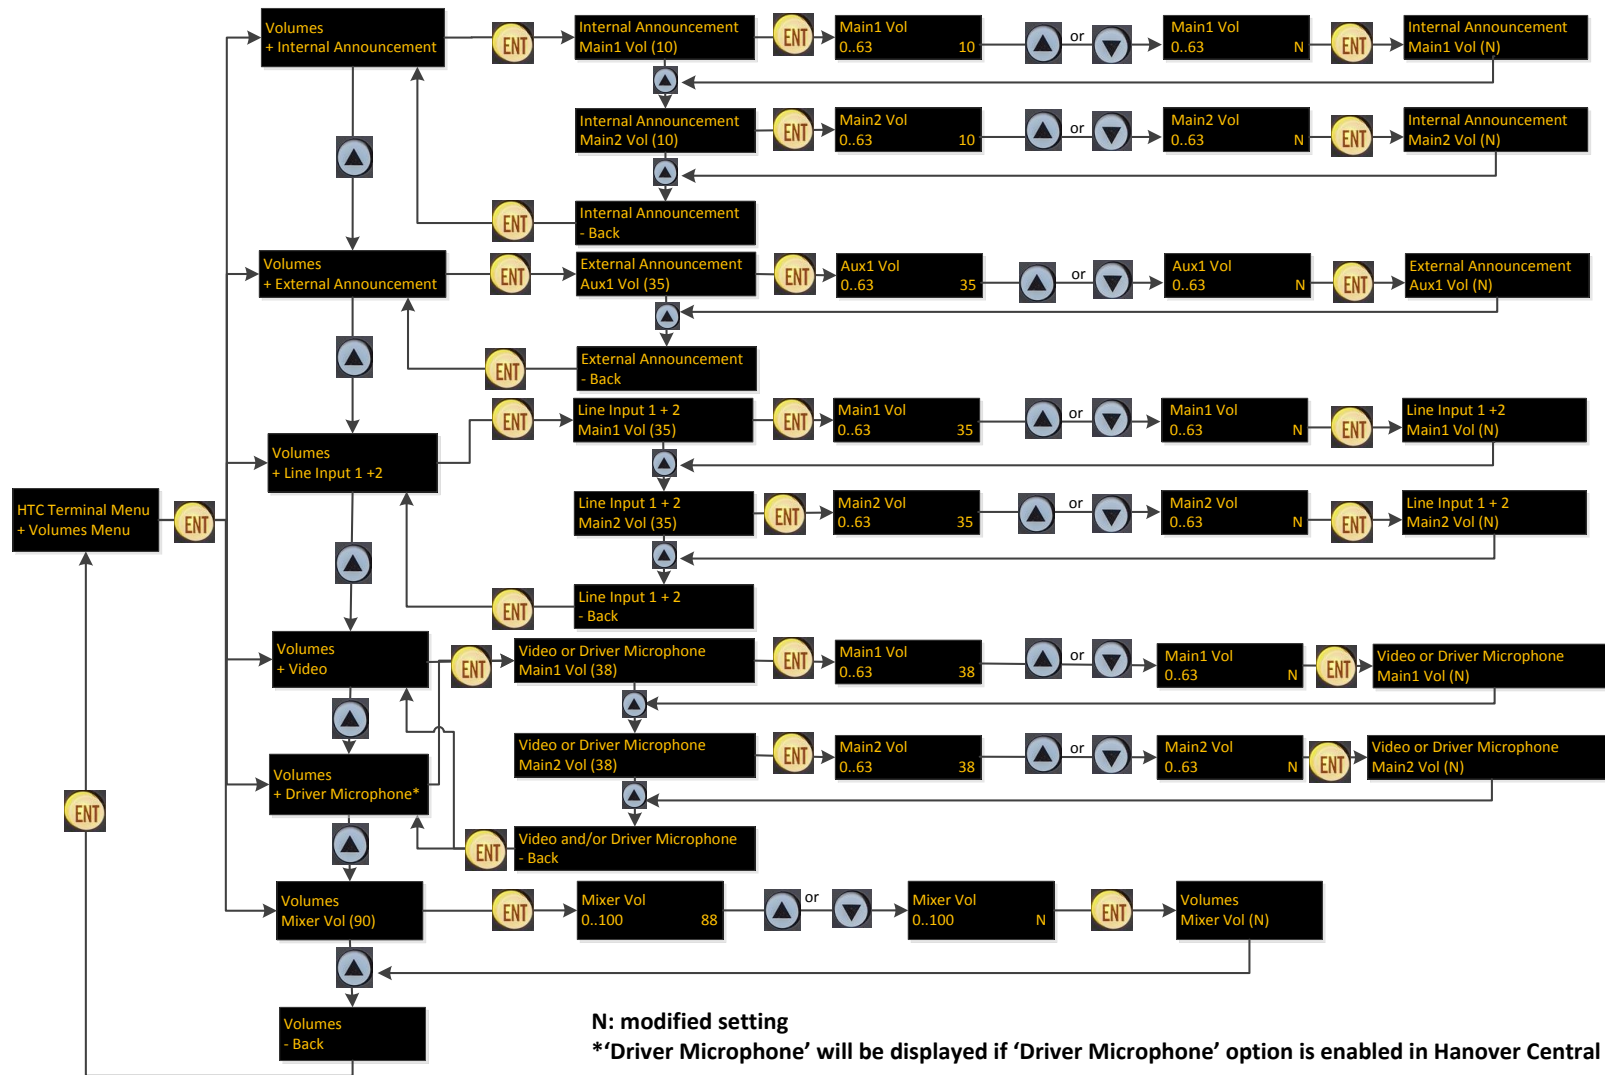 Volumes
+ Internal Announcement
ENT
Internal Announcement
Main1 Vol (10)
ENT
Main1 Vol
0..63 10
or
Main1 Vol
0..63 N
ENT
Internal Announcement
Main1 Vol (N)
Internal Announcement
Main2 Vol (10)
ENT
Main2 Vol
0..63 10
or
Main2 Vol
0..63 N
ENT
Internal Announcement
Main2 Vol (N)
ENT
Internal Announcement
- Back
Volumes
+ External Announcement
ENT
External Announcement
Aux1 Vol (35)
ENT
Aux1 Vol
0..63 35
or
Aux1 Vol
0..63 N
ENT
External Announcement
Aux1 Vol (N)
ENT
External Announcement
- Back
Volumes
+ Line Input 1 +2
ENT
Line Input 1 + 2
Main1 Vol (35)
ENT
Main1 Vol
0..63 35
or
Main1 Vol
0..63 N
ENT
Line Input 1 +2
Main1 Vol (N)
HTC Terminal Menu
+ Volumes Menu
ENT
Line Input 1 + 2
Main2 Vol (35)
ENT
Main2 Vol
0..63 35
or
Main2 Vol
0..63 N
ENT
Line Input 1 + 2
Main2 Vol (N)
ENT
Line Input 1 + 2
- Back
Volumes
+ Video
ENT
Video or Driver Microphone
Main1 Vol (38)
ENT
Main1 Vol
0..63 38
or
Main1 Vol
0..63 N
ENT
Video or Driver Microphone
Main1 Vol (N)
Volumes
+ Driver Microphone*
Video or Driver Microphone
Main2 Vol (38)
ENT
Main2 Vol
0..63 38
or
Main2 Vol
0..63 N
ENT
Video or Driver Microphone
Main2 Vol (N)
ENT
ENT
Video and/or Driver Microphone
- Back
Volumes
Mixer Vol (90)
ENT
Mixer Vol
0..100 88
or
Mixer Vol
0..100 N
ENT
Volumes
Mixer Vol (N)
Volumes
- Back
N: modified setting
*‘Driver Microphone’ will be displayed if ‘Driver Microphone’ option is enabled in Hanover Central